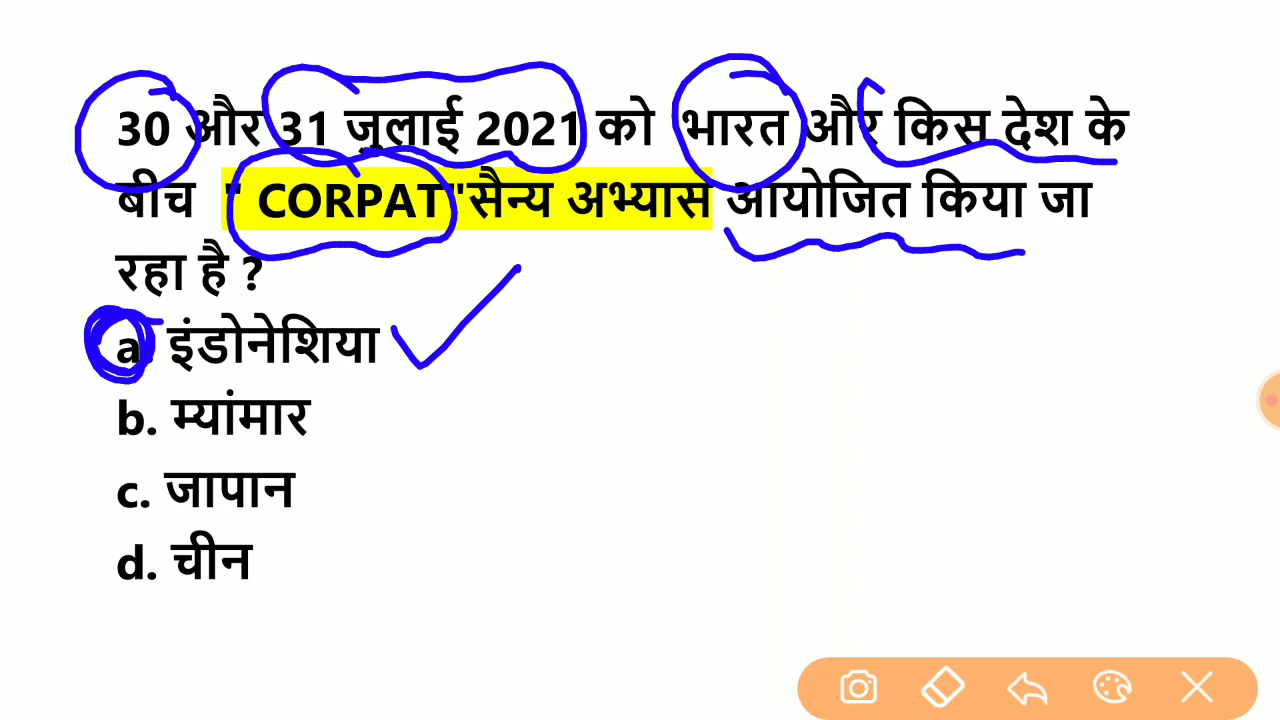 30 और 31 जुलाई 2021 को भारत और किस देश के
बीच " CORPAT"सैन्य अभ्यास आयोजित किया जा
रहा है ?
a. इंडोनेशिया
b. म्यांमार
c. जापान
d. चीन